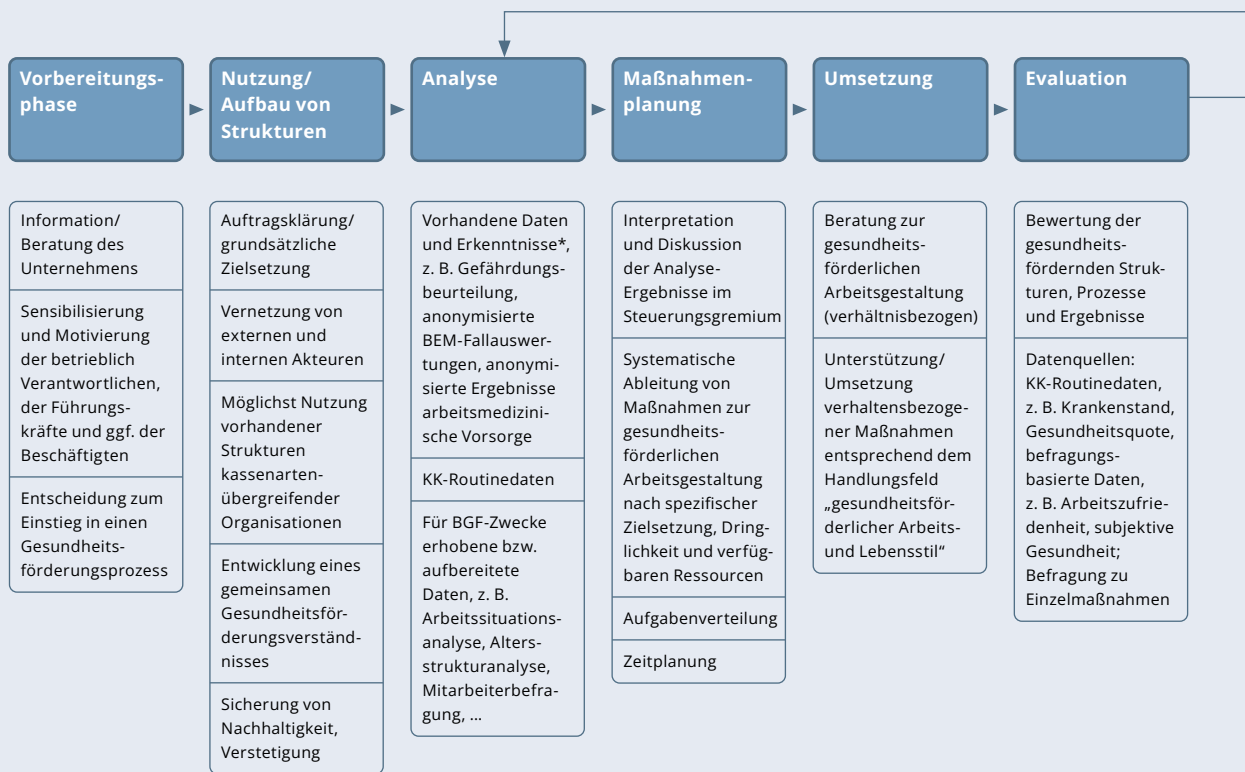 Vorbereitungs-
phase
Nutzung/
Aufbau von
Strukturen
Analyse
Maßnahmen-
planung
Umsetzung
Evaluation
Information/
Beratung des
Unternehmens
Sensibilisierung
und Motivierung
der betrieblich
Verantwortlichen,
der Führungs-
kräfte und ggf. der
Beschäftigten
Entscheidung zum
Einstieg in einen
Gesundheits-
förderungsprozess
Auftragsklärung/
grundsätzliche
Zielsetzung
Vernetzung von
externen und
internen Akteuren
Möglichst Nutzung
vorhandener
Strukturen
kassenarten-
übergreifender
Organisationen
Entwicklung eines
gemeinsamen
Gesundheitsför-
derungsverständ-
nisses
Sicherung von
Nachhaltigkeit,
Verstetigung
Vorhandene Daten
und Erkenntnisse*,
z. B. Gefährdungs-
beurteilung,
anonymisierte
BEM-Fallauswer-
tungen, anonymi-
sierte Ergebnisse
arbeitsmedizini-
sche Vorsorge
KK-Routinedaten
Für BGF-Zwecke
erhobene bzw.
aufbereitete
Daten, z. B.
Arbeitssituations-
analyse, Alters-
strukturanalyse,
Mitarbeiterbefra-
gung, ...
Interpretation
und Diskussion
der Analyse-
Ergebnisse im
Steuerungsgremium
Systematische
Ableitung von
Maßnahmen zur
gesundheits-
förderlichen
Arbeitsgestaltung
nach spezifischer
Zielsetzung, Dring-
lichkeit und verfüg-
baren Ressourcen
Aufgabenverteilung
Zeitplanung
Beratung zur
gesundheits-
förderlichen
Arbeitsgestaltung
(verhältnisbezogen)
Unterstützung/
Umsetzung
verhaltensbezoge-
ner Maßnahmen
entsprechend dem
Handlungsfeld
„gesundheitsför-
derlicher Arbeits-
und Lebensstil“
Bewertung der
gesundheits-
fördernden Struk-
turen, Prozesse
und Ergebnisse
Datenquellen:
KK-Routinedaten,
z. B. Krankenstand,
Gesundheitsquote,
befragungs-
basierte Daten,
z. B. Arbeitszufrie-
denheit, subjektive
Gesundheit;
Befragung zu
Einzelmaßnahmen